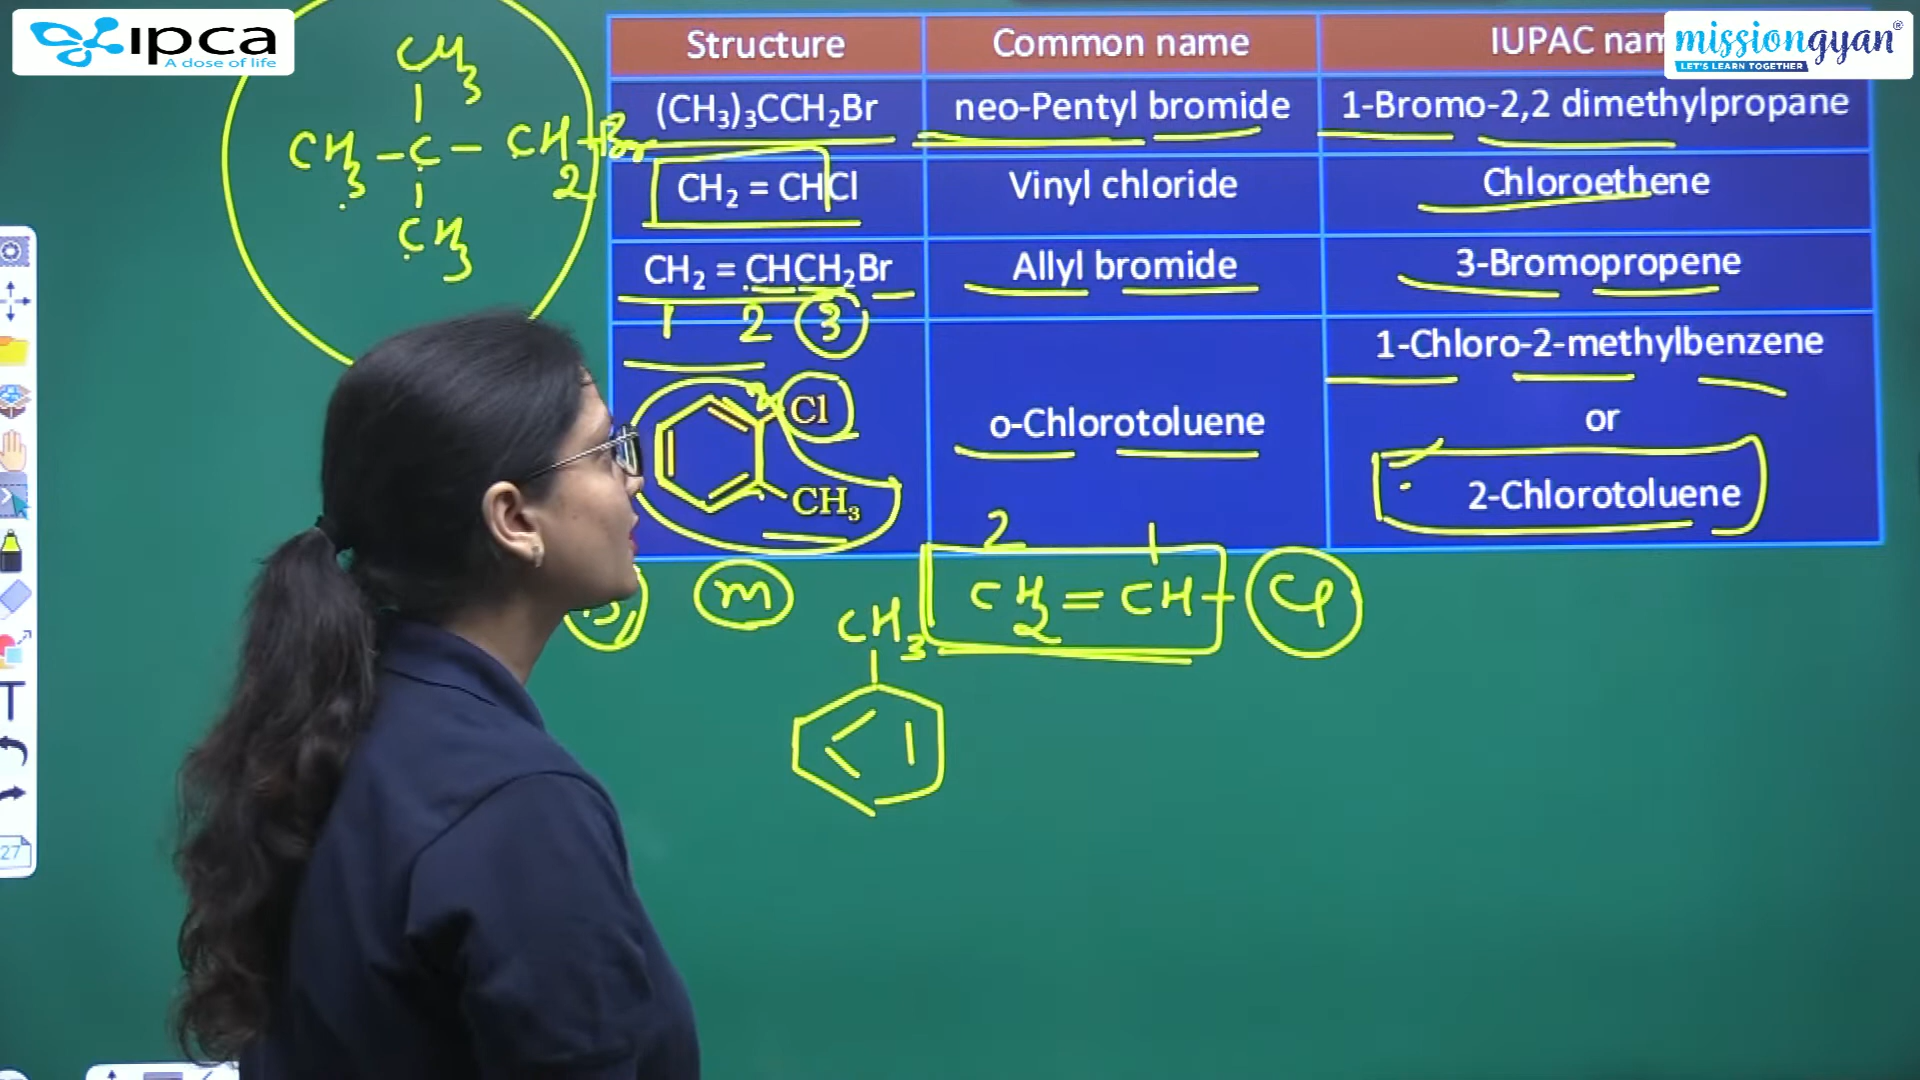 ipca
A dose of life
missiongyan®
LET'S LEARN TOGETHER
Structure Common name IUPAC nam
(CH₃)₃CCH₂Br neo-Pentyl bromide 1-Bromo-2,2 dimethylpropane
CH₂ = CHCl Vinyl chloride Chloroethene
CH₂ = CHCH₂Br Allyl bromide 3-Bromopropene
1 2 3
Cl
CH₃
o-Chlorotoluene
1-Chloro-2-methylbenzene
or
2-Chlorotoluene
CH₃
CH₃ – C – CH₂ – Br
CH₃
m
2 1
CH₂ = CH – Cl
CH₃
T
27